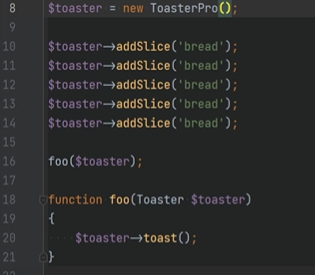 8 $toaster = new ToasterPro();
9
10 $toaster->addSlice('bread');
11 $toaster->addSlice('bread');
12 $toaster->addSlice('bread');
13 $toaster->addSlice('bread');
14 $toaster->addSlice('bread');
15
16 foo($toaster);
17
18 function foo(Toaster $toaster)
19 {
20 $toaster->toast();
21 }